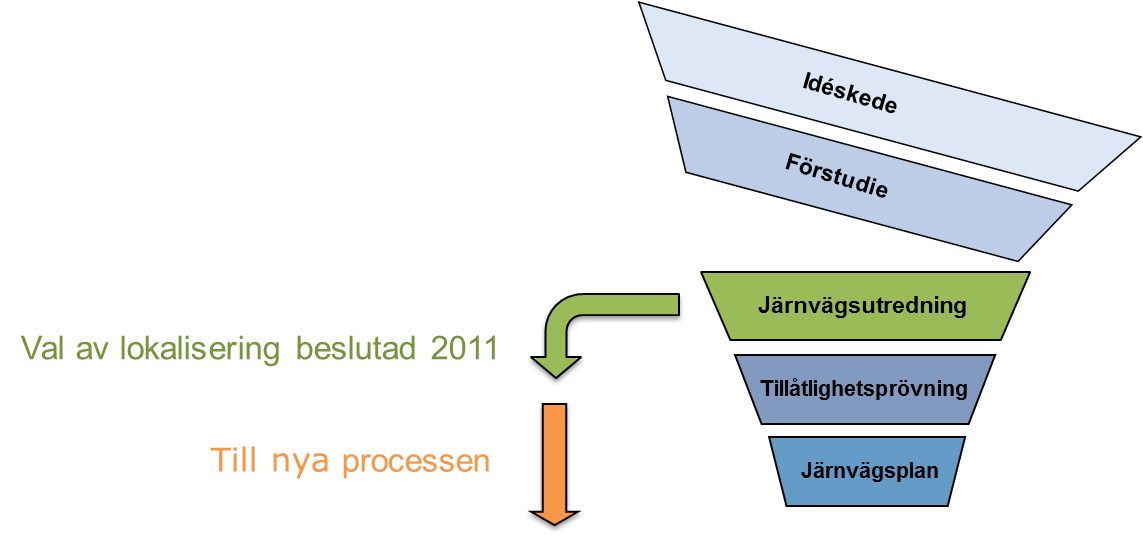 Idéskede
Förstudie
Järnvägsutredning
Val av lokalisering beslutad 2011
Tillåtlighetsprövning
Till nya processen
Järnvägsplan